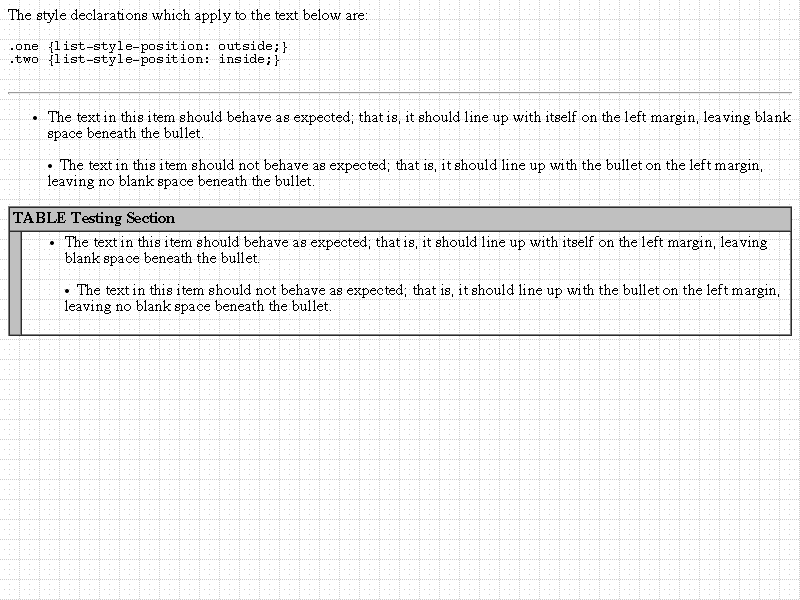 The style declarations which apply to the text below are:
.one {list-style-position: outside;}
.two {list-style-position: inside;}
• The text in this item should behave as expected; that is, it should line up with itself on the left margin, leaving blank
space beneath the bullet.
• The text in this item should not behave as expected; that is, it should line up with the bullet on the left margin,
leaving no blank space beneath the bullet.
TABLE Testing Section
• The text in this item should behave as expected; that is, it should line up with itself on the left margin, leaving
blank space beneath the bullet.
• The text in this item should not behave as expected; that is, it should line up with the bullet on the left margin,
leaving no blank space beneath the bullet.